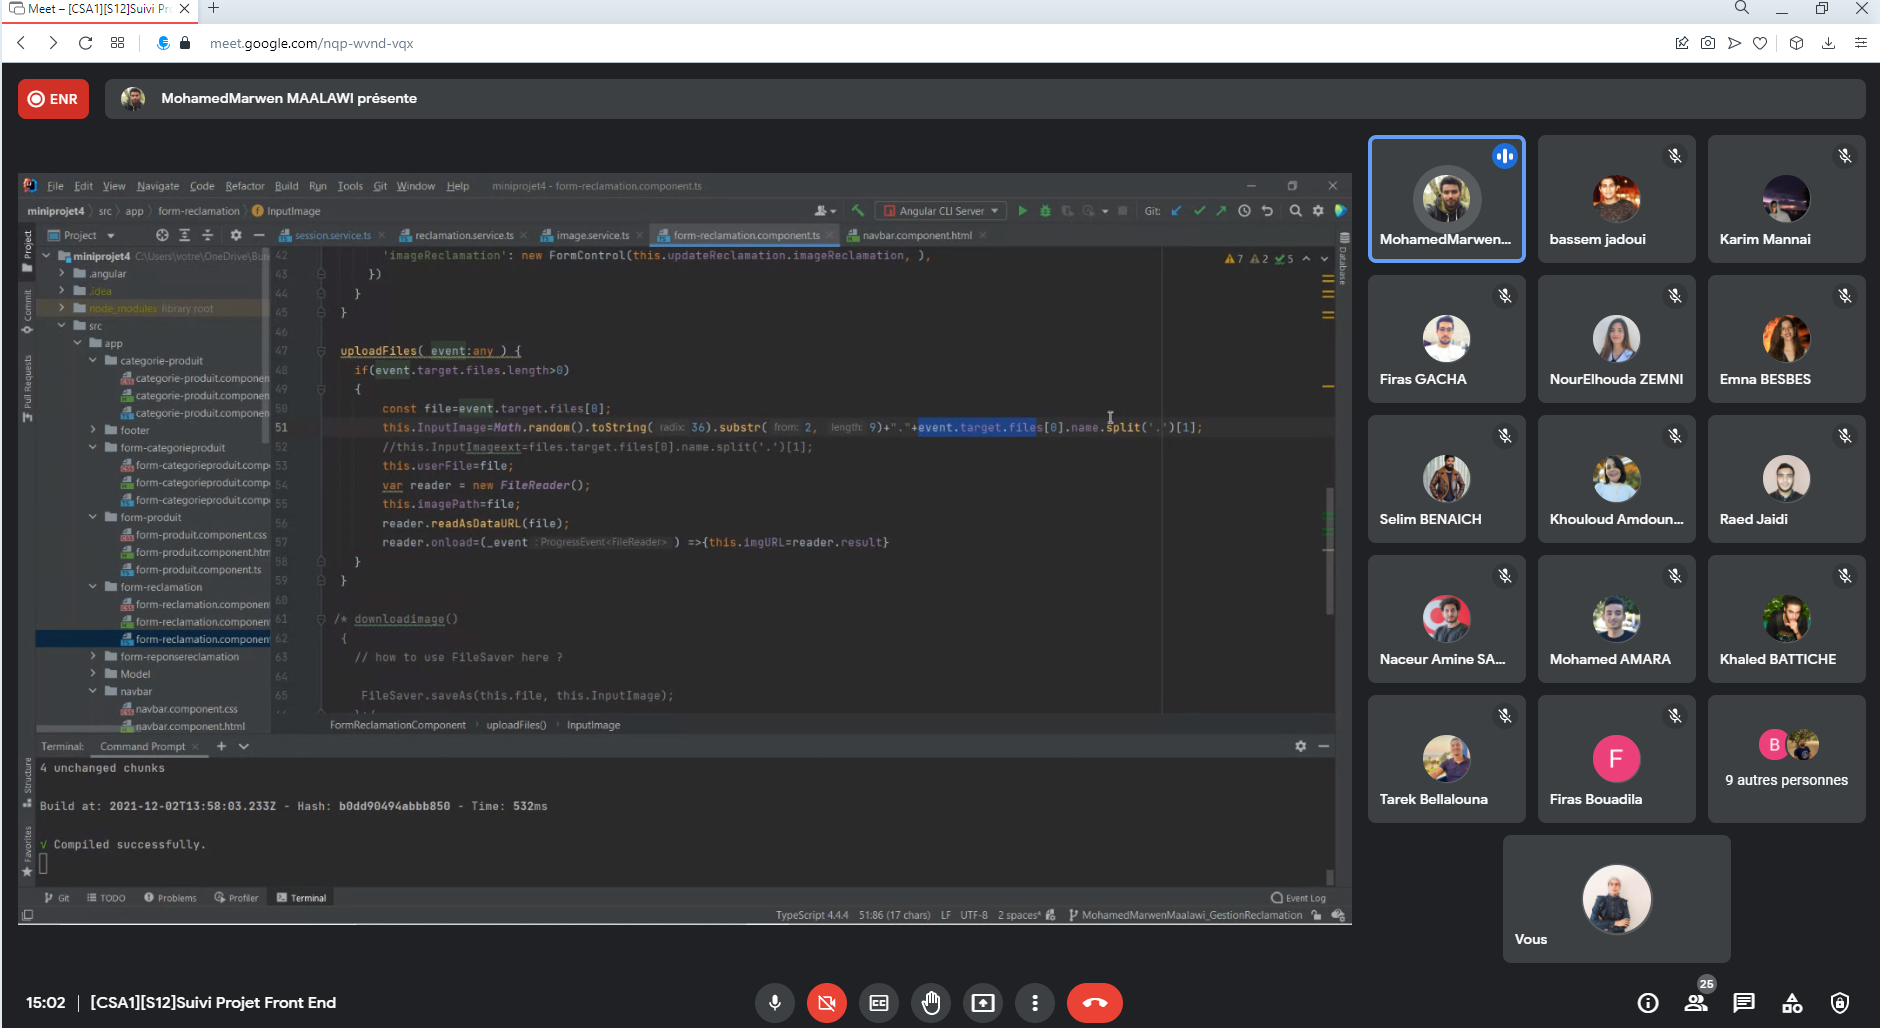 Meet – [CSA1][S12]Suivi Pr
meet.google.com/nqp-wvnd-vqx
ENR
MohamedMarwen MAALAWI présente
File Edit View Navigate Code Refactor Build Run Tools Git Window Help miniprojet4 - form-reclamation.component.ts
miniprojet4 src app form-reclamation InputImage Angular CLI Server Git:
Project session.service.ts reclamation.service.ts image.service.ts form-reclamation.component.ts navbar.component.html
Project
Commit
Pull Requests
Structure
Favorites
Database
miniprojet4 C:\Users\votre\OneDrive\Bur
.angular
.idea
node_modules library root
src
app
categorie-produit
categorie-produit.componen
categorie-produit.componen
categorie-produit.componen
footer
form-categorieproduit
form-categorieproduit.comp
form-categorieproduit.comp
form-categorieproduit.comp
form-produit
form-produit.component.css
form-produit.component.htm
form-produit.component.ts
form-reclamation
form-reclamation.component
form-reclamation.component
form-reclamation.component
form-reponsereclamation
Model
navbar
navbar.component.css
navbar.component.html
7 2 5
42 'imageReclamation': new FormControl(this.updateReclamation.imageReclamation, ),
43 })
44 }
45 }
46
47 uploadFiles( event:any ) {
48 if(event.target.files.length>0)
49 {
50 const file=event.target.files[0];
51 this.InputImage=Math.random().toString( radix: 36).substr( from: 2, length: 9)+"."+event.target.files[0].name.split('.')[1];
52 //this.InputImageext=files.target.files[0].name.split('.')[1];
53 this.userFile=file;
54 var reader = new FileReader();
55 this.imagePath=file;
56 reader.readAsDataURL(file);
57 reader.onload=(_event : ProgressEvent<FileReader> ) =>{this.imgURL=reader.result}
58 }
59 }
60
61 /* downloadimage()
62 {
63 // how to use FileSaver here ?
64
65 FileSaver.saveAs(this.file, this.InputImage);
FormReclamationComponent uploadFiles() InputImage
Terminal: Command Prompt
4 unchanged chunks
Build at: 2021-12-02T13:58:03.233Z - Hash: b0dd90494abbb850 - Time: 532ms
√ Compiled successfully.
Git TODO Problems Profiler Terminal Event Log
TypeScript 4.4.4 51:86 (17 chars) LF UTF-8 2 spaces* MohamedMarwenMaalawi_GestionReclamation
MohamedMarwen...
bassem jadoui
Karim Mannai
Firas GACHA
NourElhouda ZEMNI
Emna BESBES
Selim BENAICH
Khouloud Amdoun...
Raed Jaidi
Naceur Amine SA...
Mohamed AMARA
Khaled BATTICHE
Tarek Bellalouna
F
Firas Bouadila
B
9 autres personnes
Vous
15:02 | [CSA1][S12]Suivi Projet Front End
25